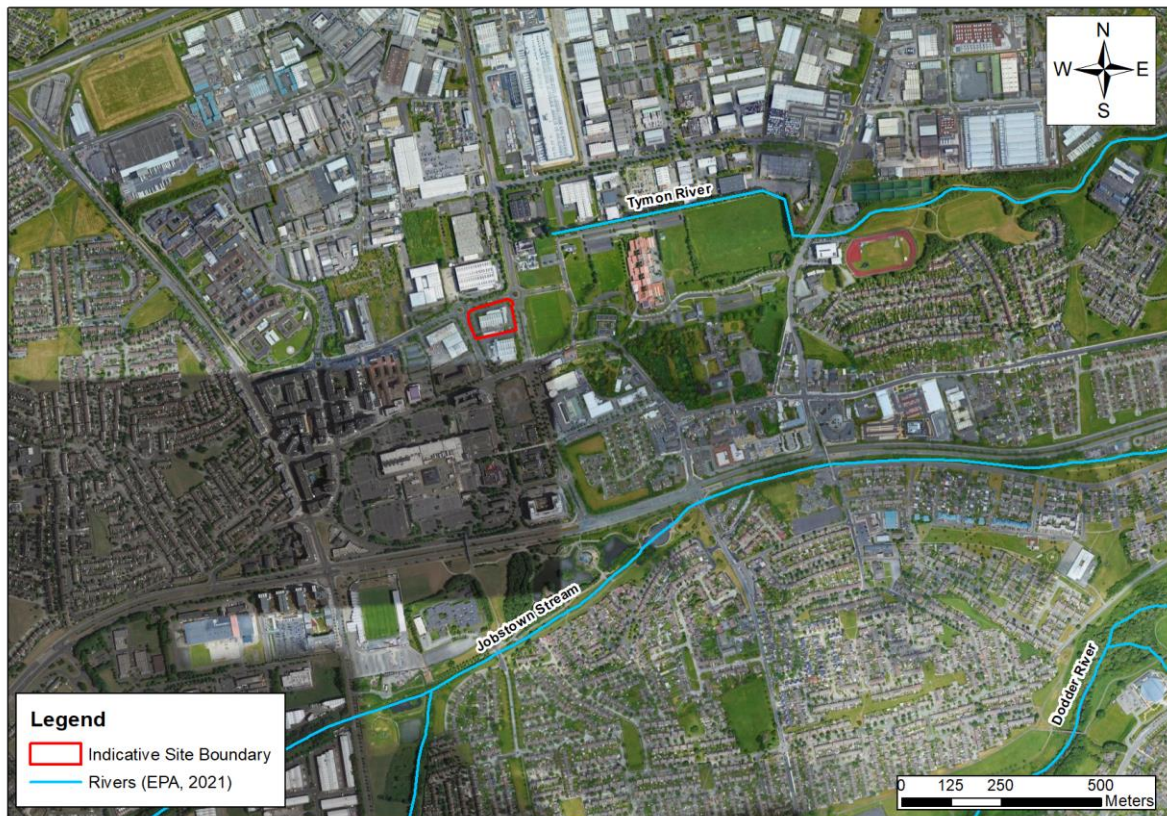 N
W E
S
Tymon River
Jobstown Stream
Dodder River
Legend
Indicative Site Boundary
Rivers (EPA, 2021)
0 125 250 500
Meters